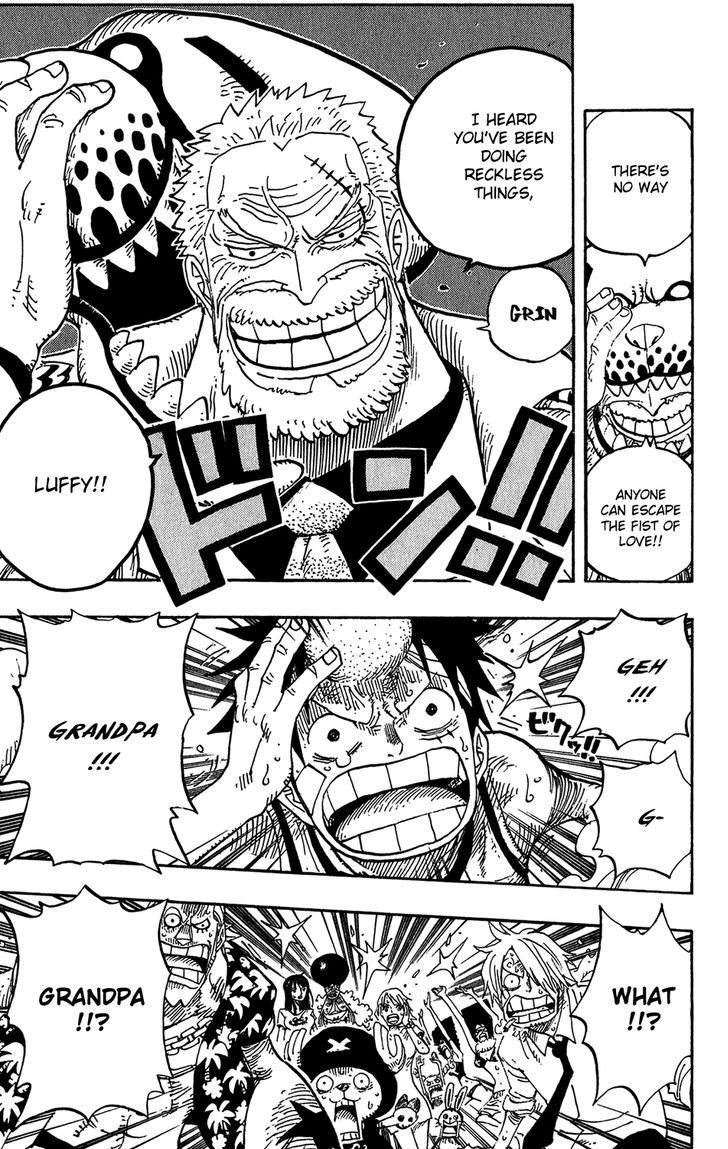 THERE'S
NO WAY
ANYONE
CAN ESCAPE
THE FIST OF
LOVE!!
I HEARD
YOU'VE BEEN
DOING
RECKLESS
THINGS,
GRIN
LUFFY!!
ドン!!
GEH
!!!
ビクッ!!
G-
GRANDPA
!!!
WHAT
!!?
GRANDPA
!!?